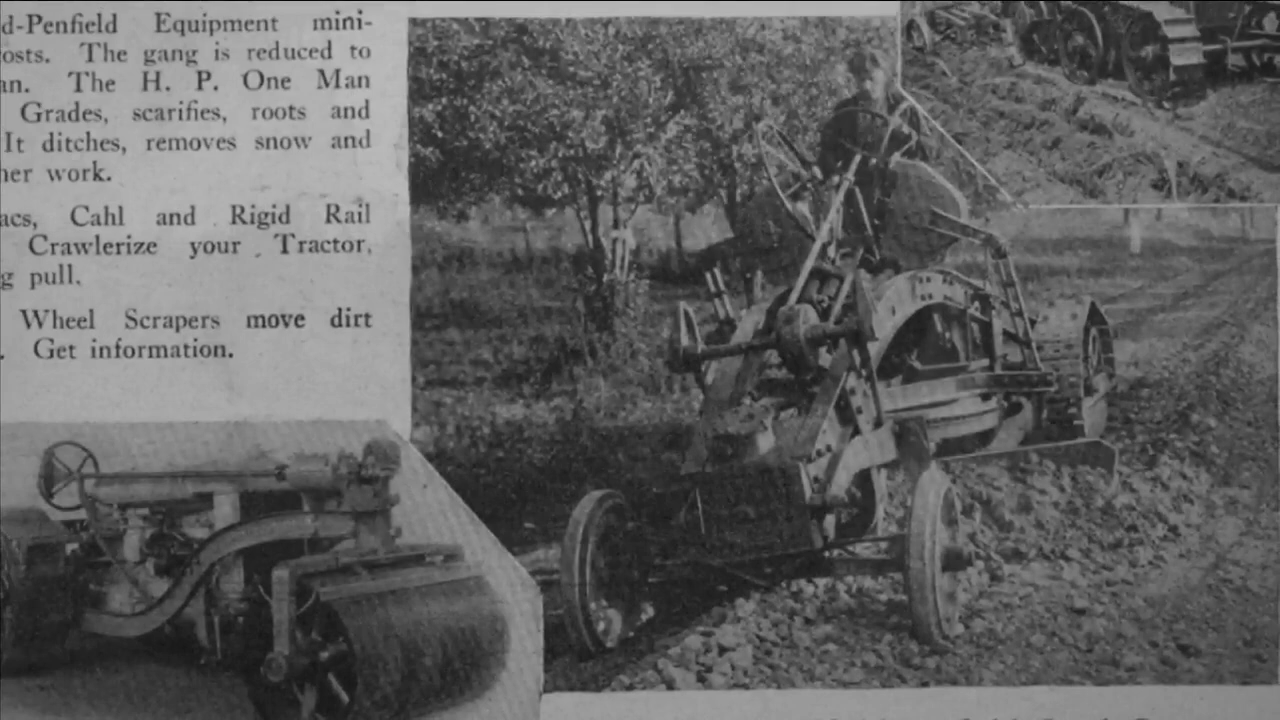 d-Penfield Equipment mini-
osts. The gang is reduced to
an. The H. P. One Man
Grades, scarifies, roots and
It ditches, removes snow and
her work.
acs, Cahl and Rigid Rail
Crawlerize your Tractor,
g pull.
Wheel Scrapers move dirt
. Get information.